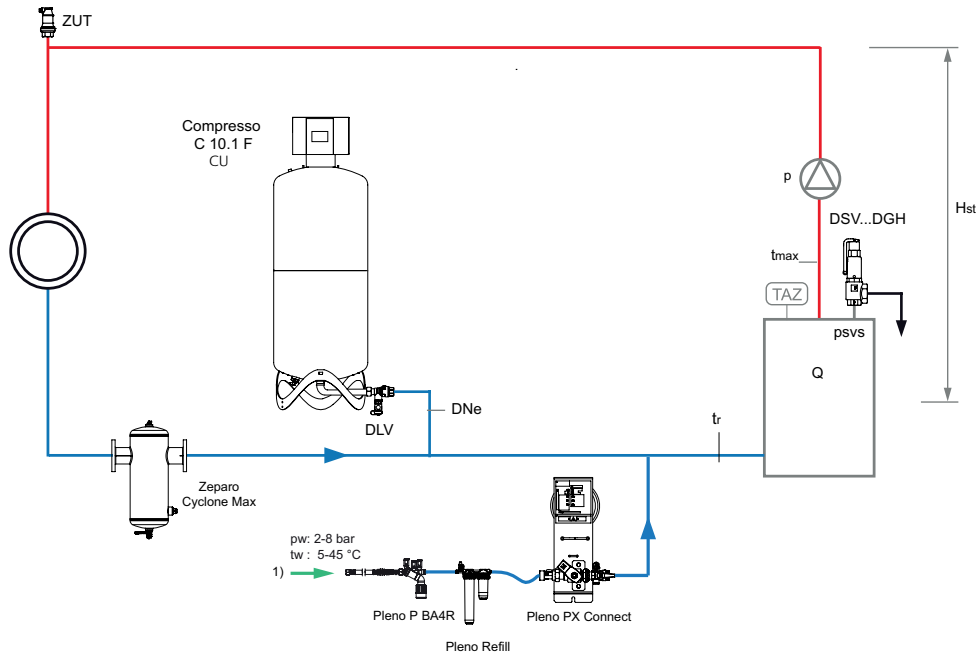 ZUT
Compresso
C 10.1 F
CU
p
Hst
DSV...DGH
tmax
TAZ
psvs
Q
DNe
DLV
tr
Zeparo
Cyclone Max
pw: 2-8 bar
tw : 5-45 °C
1)
Pleno P BA4R
Pleno PX Connect
Pleno Refill